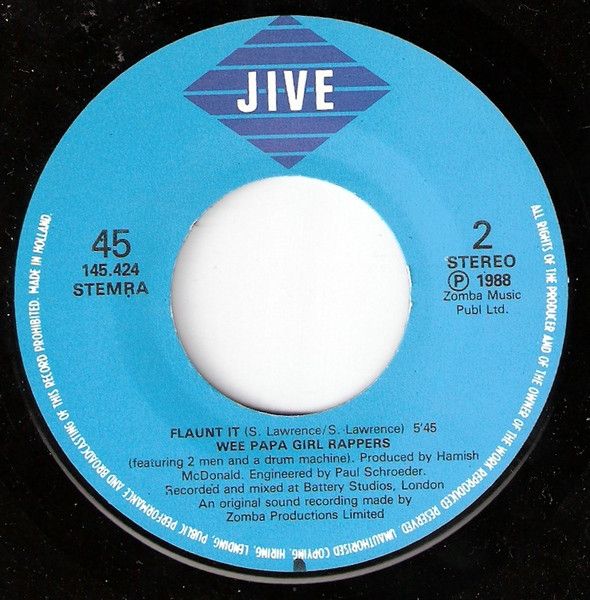 JIVE
45
145.424
STEMRA
2
STEREO
Ⓟ 1988
Zomba Music
Publ Ltd.
FLAUNT IT (S. Lawrence/S. Lawrence) 5'45
WEE PAPA GIRL RAPPERS
(featuring 2 men and a drum machine). Produced by Hamish
McDonald. Engineered by Paul Schroeder.
Recorded and mixed at Battery Studios, London
An original sound recording made by
Zomba Productions Limited
ALL RIGHTS OF THE PRODUCER AND OF THE OWNER OF THE WORK REPRODUCED RESERVED. UNAUTHORISED COPYING, HIRING, LENDING, PUBLIC PERFORMANCE AND BROADCASTING OF THIS RECORD PROHIBITED. MADE IN HOLLAND.